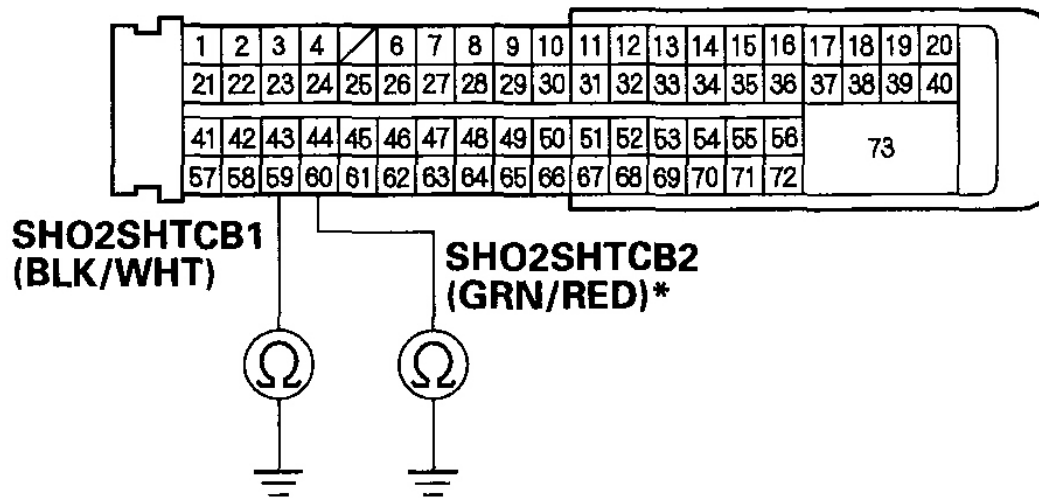 1 2 3 4 6 7 8 9 10 11 12 13 14 15 16 17 18 19 20
21 22 23 24 25 26 27 28 29 30 31 32 33 34 35 36 37 38 39 40
41 42 43 44 45 46 47 48 49 50 51 52 53 54 55 56 73
57 58 59 60 61 62 63 64 65 66 67 68 69 70 71 72
SHO2SHTCB1
(BLK/WHT)
SHO2SHTCB2
(GRN/RED)*
Ω Ω